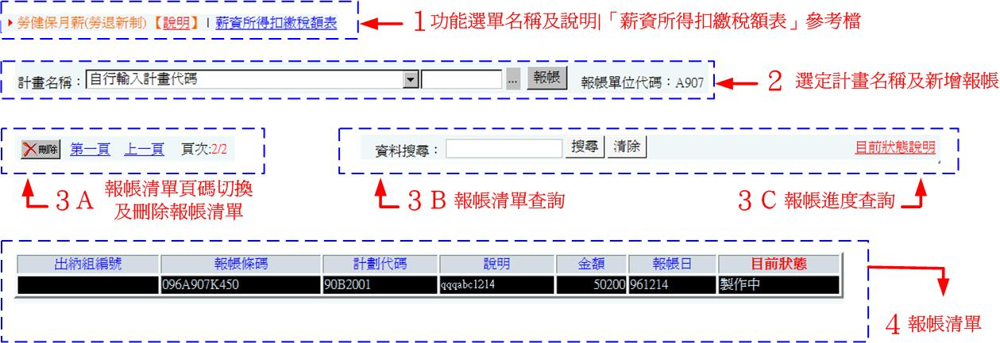 勞健保月薪(勞退新制)【說明】 | 薪資所得扣繳稅額表
1 功能選單名稱及說明|「薪資所得扣繳稅額表」參考檔
計畫名稱：自行輸入計畫代碼 ... 報帳 報帳單位代碼：A907
2 選定計畫名稱及新增報帳
刪除 第一頁 上一頁 頁次:2/2
資料搜尋： 搜尋 清除 目前狀態說明
3 A 報帳清單頁碼切換
及刪除報帳清單
3 B 報帳清單查詢
3 C 報帳進度查詢
出納組編號 報帳條碼 計劃代碼 說明 金額 報帳日 目前狀態
096A907K450 90B2001 qqqabc1214 50200 961214 製作中
4 報帳清單